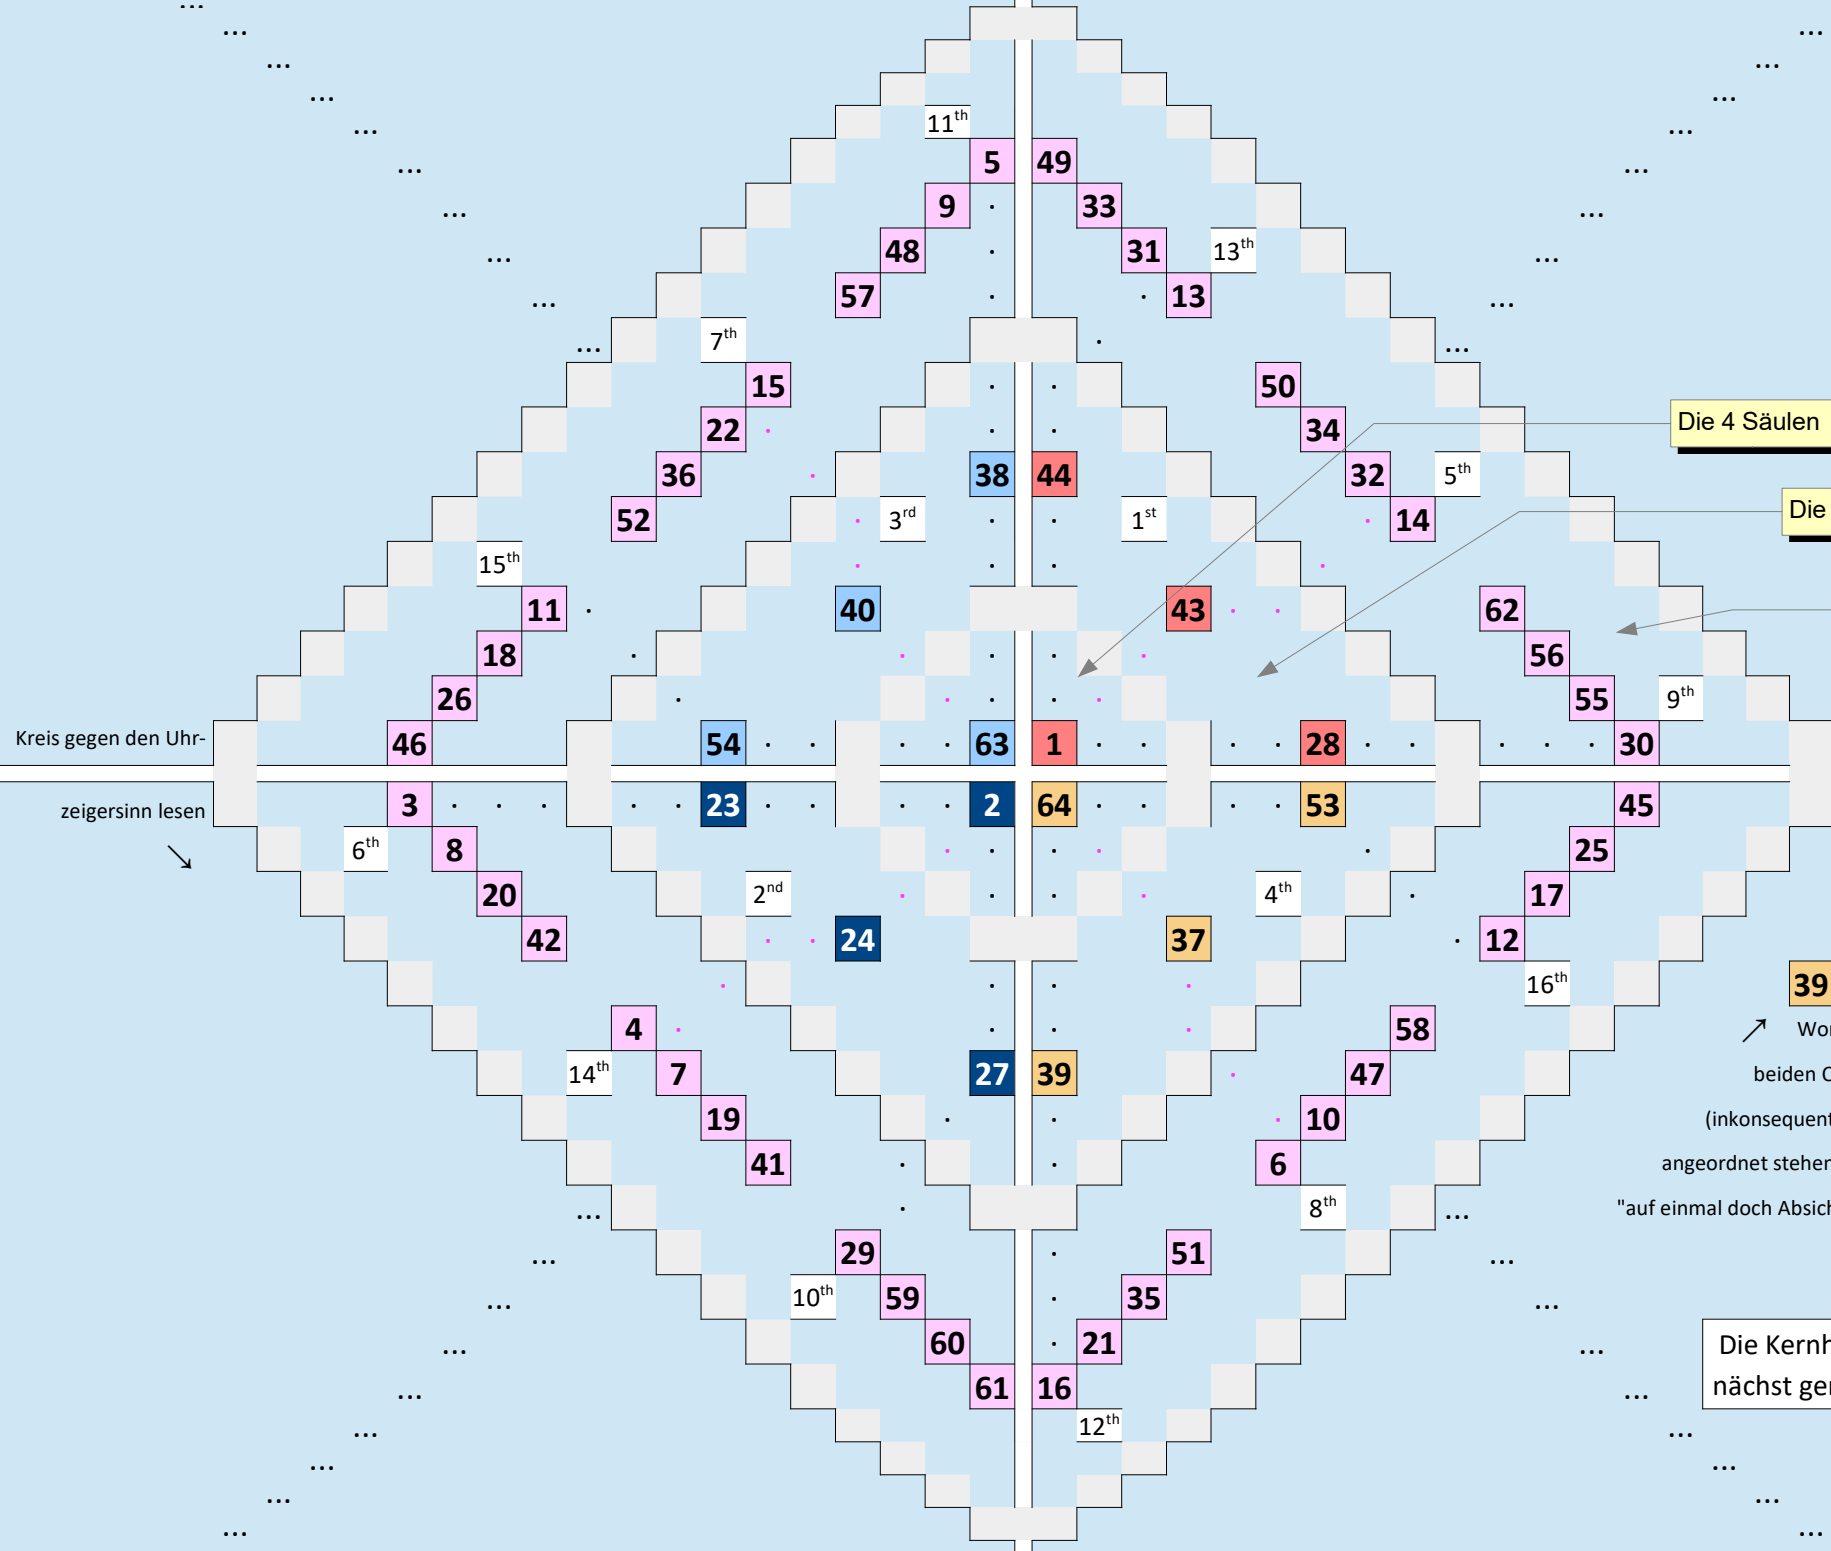 ... 
... ...
... ...
... ...
11th
... ...
5 49
... ...
9 33
... ...
48 31 13th
... ...
57 13
... ...
7th
... ...
15 50
Die 4 Säulen
22 34
38 44
36 32 5th
Die
52 3rd 1st 14
15th
11 40 43 62
18 56
26 55 9th
Kreis gegen den Uhr-
46 54 63 1 28 30
zeigersinn lesen
3 23 2 64 53 45
6th 8 25
↘
20 2nd 4th 17
42 24 37 12
16th 39
4 58
↗
14th 7 27 39 47
beiden
19 10
(inkonsequent
41 6
angeordnet stehen
... 8th ...
"auf einmal doch
29 51
... ...
10th 59 35
... ...
60 21
Die
... ...
61 16
nächst
... ...
12th
... ...
... ...
... ...
... ...